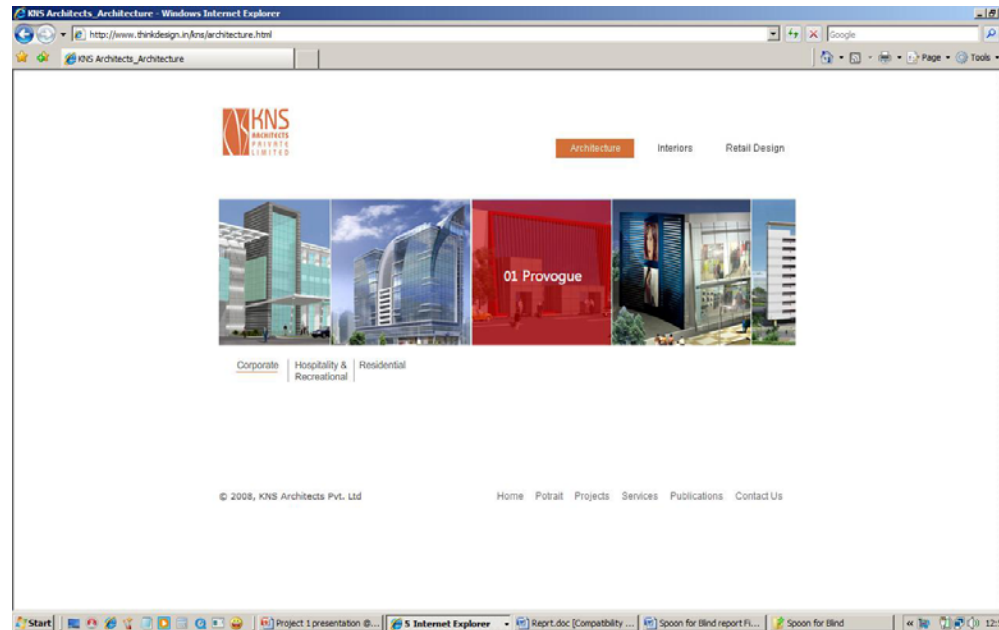 KNS Architects_Architecture - Windows Internet Explorer
http://www.thinkdesign.in/kns/architecture.html
Google
KNS Architects_Architecture
Page
Tools
KNS
ARCHITECTS
PRIVATE
LIMITED
Architecture Interiors Retail Design
01 Provogue
Corporate Hospitality & Residential
Recreational
© 2008, KNS Architects Pvt. Ltd Home Potrait Projects Services Publications Contact Us
Start Project 1 presentation @... 5 Internet Explorer Reprt.doc [Compatibility ... Spoon for Blind report Fi... Spoon for Blind